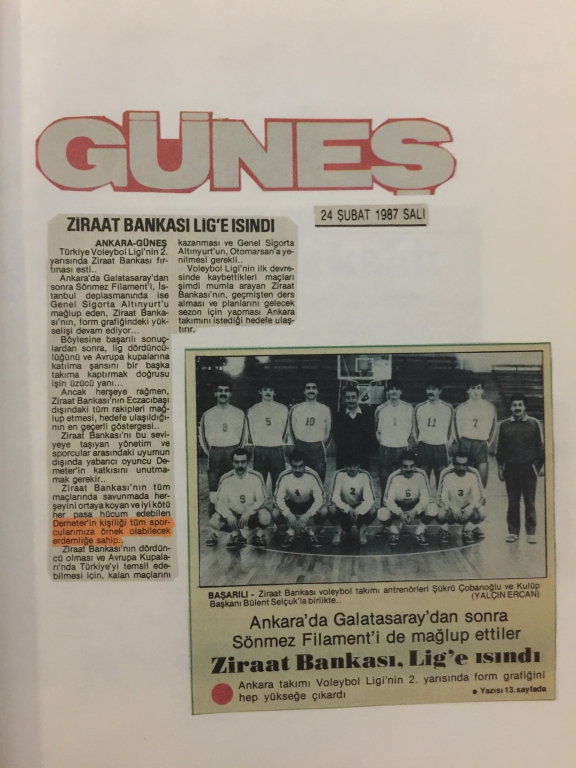 GÜNEŞ
24 ŞUBAT 1987 SALI
ZIRAAT BANKASI LIG'E ISINDI
ANKARA-GÜNEŞ
Türkiye Voleybol Ligi'nin 2.
yarısında Ziraat Bankası fır-
tınası esti..
Ankara'da Galatasaray'dan
sonra Sönmez Filament'i, İs-
tanbul deplasmanında ise
Genel Sigorta Altınyurt'u
mağlup eden, Ziraat Banka-
sı'nın, form grafiğindeki yük-
selişi devam ediyor...
Böylesine başarılı sonuç-
lardan sonra, lig dördüncü-
lüğünü ve Avrupa kupalarına
katılma şansını bir başka
takıma kaptırmak doğrusu
işin üzücü yanı...
Ancak herşeye rağmen,
Ziraat Bankası'nın Eczacıbaşı
dışındaki tüm rakipleri mağ-
lup etmesi, hedefe ulaşıldığı-
nın en geçerli göstergesi..
Ziraat Bankası'nı bu sevi-
yeye taşıyan yönetim ve
sporcular arasındaki uyumun
dışında yabancı oyuncu De-
meter'in katkısını unutma-
mak gerekir..
Ziraat Bankası'nın tüm
maçlarında savunmada her-
şeyini ortaya koyan ve iyi kötü
her pasa hücum edebilen
Demeter'in kişiliği tüm spor-
cularımıza örnek olabilecek
erdemliğe sahip..
Ziraat Bankası'nın dördün-
cü olması ve Avrupa Kupala-
rı'nda Türkiye'yi temsil ede-
bilmesi için, kalan maçlarını
kazanması ve Genel Sigorta
Altınyurt'un, Otomarsan'a ye-
nilmesi gerekli..
Voleybol Ligi'nin ilk devre-
sinde kaybettikleri maçları
şimdi mumla arayan Ziraat
Bankası'nın, geçmişten ders
alması ve planlarını gelecek
sezon için yapması Ankara
takımını istediği hedefe ulaş-
tırır.
8 5 10 1 11 7
9 4 2 6 3
BAŞARILI - Ziraat Bankası voleybol takımı antrenörleri Şükrü Çobanoğlu ve Kulüp
Başkanı Bülent Selçuk'la birlikte..
(YALÇIN ERCAN)
Ankara'da Galatasaray'dan sonra
Sönmez Filament'i de mağlup ettiler
Ziraat Bankası, Lig'e ısındı
Ankara takımı Voleybol Ligi'nin 2. yarısında form grafiğini
hep yükseğe çıkardı
● Yazısı 13. sayfada